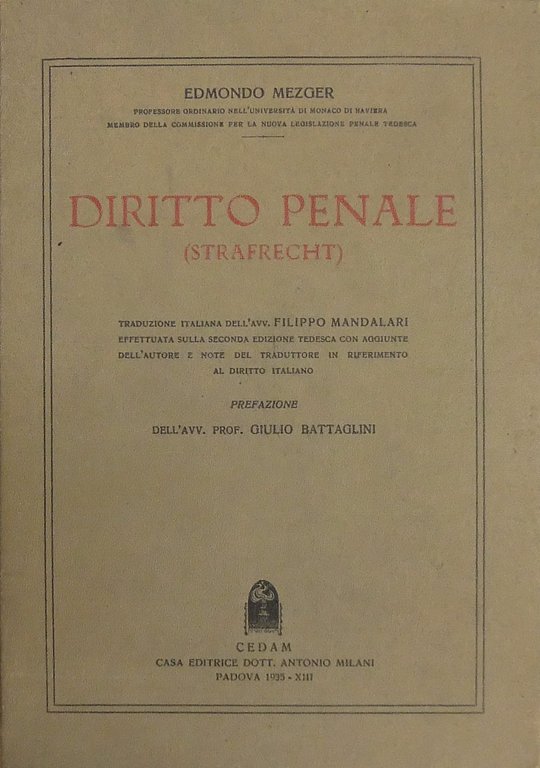 EDMONDO MEZGER
PROFESSORE ORDINARIO NELL'UNIVERSITÀ DI MONACO DI BAVIERA
MEMBRO DELLA COMMISSIONE PER LA NUOVA LEGISLAZIONE PENALE TEDESCA
DIRITTO PENALE
(STRAFRECHT)
TRADUZIONE ITALIANA DELL'AVV. FILIPPO MANDALARI
EFFETTUATA SULLA SECONDA EDIZIONE TEDESCA CON AGGIUNTE
DELL'AUTORE E NOTE DEL TRADUTTORE IN RIFERIMENTO
AL DIRITTO ITALIANO
PREFAZIONE
DELL'AVV. PROF. GIULIO BATTAGLINI
CEDAM
CASA EDITRICE DOTT. ANTONIO MILANI
PADOVA 1935 - XIII